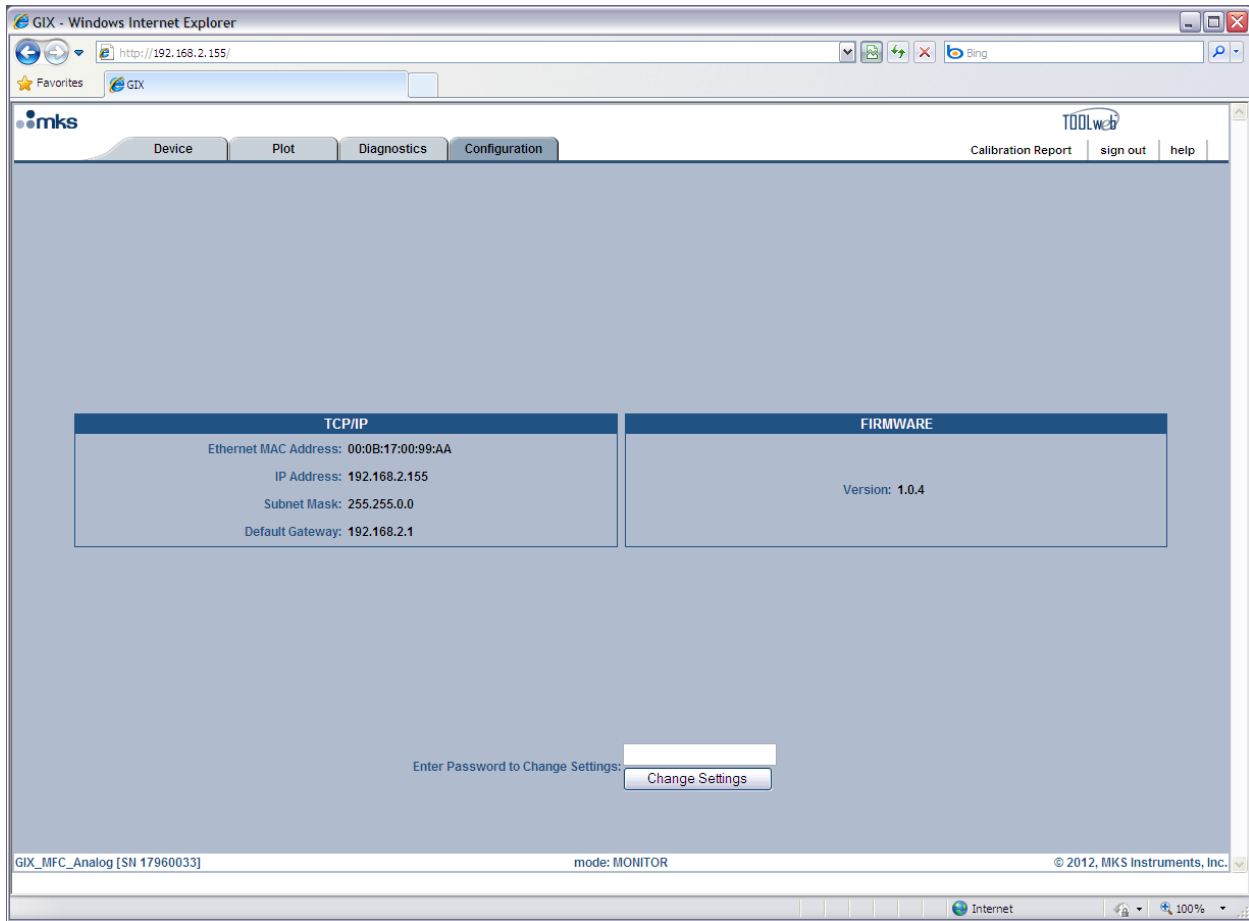 GIX - Windows Internet Explorer
http://192.168.2.155/
Bing
Favorites
GIX
mks
TOOLweb
Device Plot Diagnostics Configuration
Calibration Report sign out help
TCP/IP
Ethernet MAC Address: 00:0B:17:00:99:AA
IP Address: 192.168.2.155
Subnet Mask: 255.255.0.0
Default Gateway: 192.168.2.1
FIRMWARE
Version: 1.0.4
Enter Password to Change Settings:
Change Settings
GIX_MFC_Analog [SN 17960033] mode: MONITOR © 2012, MKS Instruments, Inc.
Internet 100%